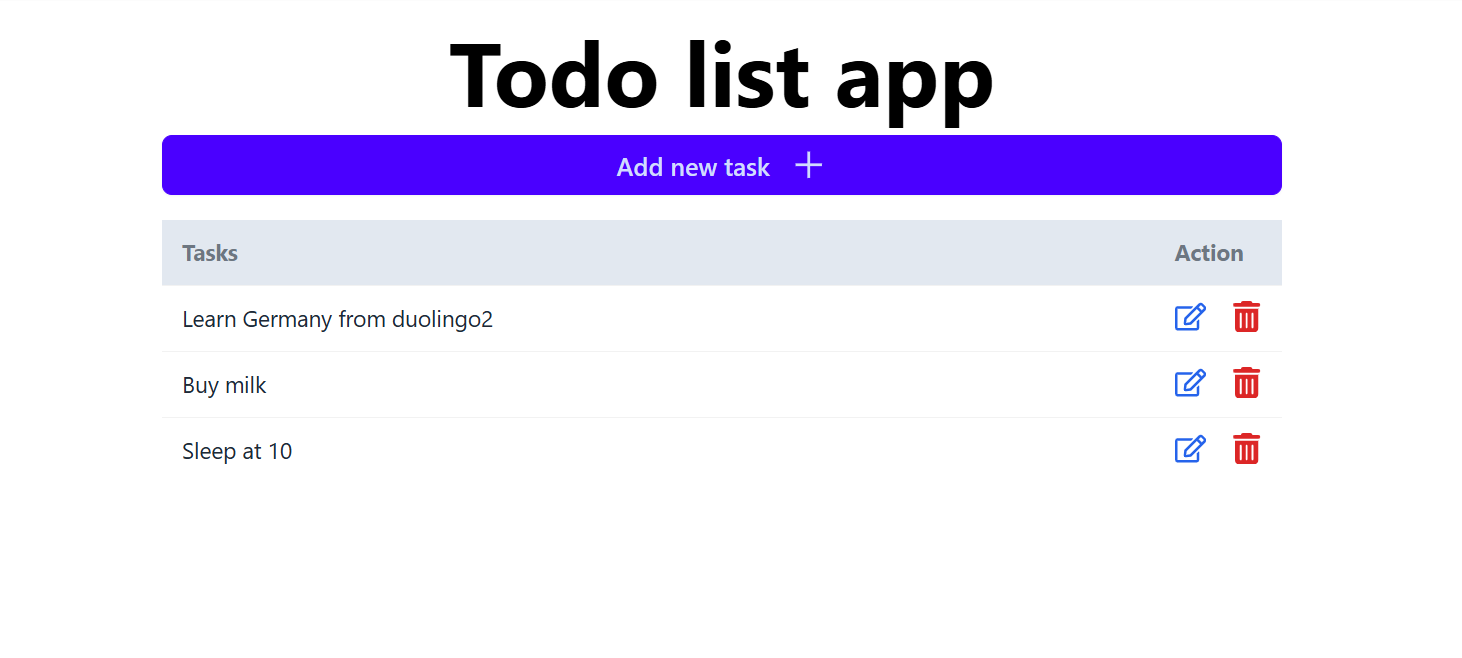 Todo list app
Add new task
Tasks Action
Learn Germany from duolingo2
Buy milk
Sleep at 10